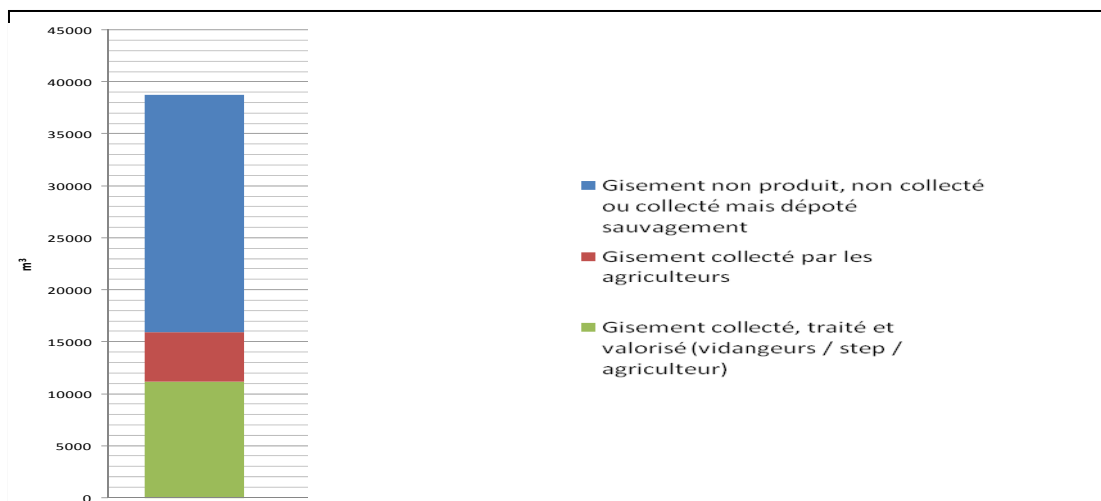 45000
40000
35000
30000
25000
20000
15000
10000
5000
0
m³
Gisement non produit, non collecté
ou collecté mais dépoté
sauvagement
Gisement collecté par les
agriculteurs
Gisement collecté, traité et
valorisé (vidangeurs / step /
agriculteur)